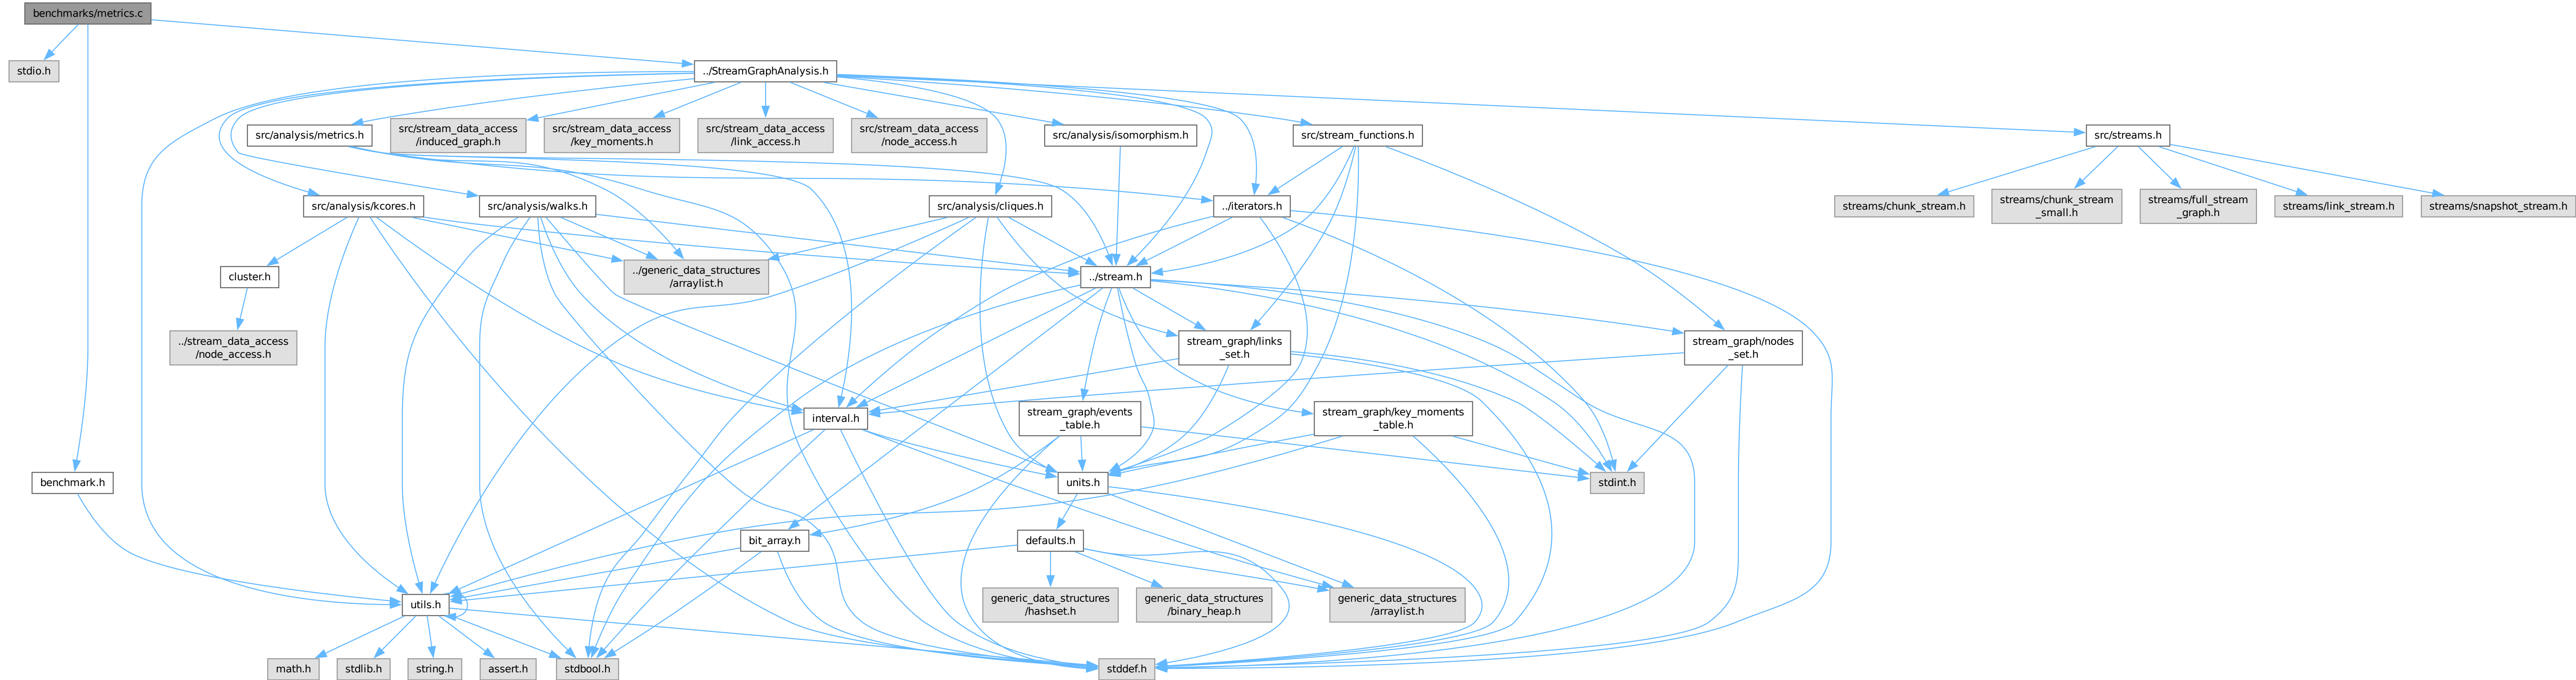 benchmarks/metrics.c
stdio.h
../StreamGraphAnalysis.h
src/analysis/metrics.h
src/stream_data_access
/induced_graph.h
src/stream_data_access
/key_moments.h
src/stream_data_access
/link_access.h
src/stream_data_access
/node_access.h
src/analysis/isomorphism.h
src/stream_functions.h
src/streams.h
src/analysis/kcores.h
src/analysis/walks.h
src/analysis/cliques.h
../iterators.h
streams/chunk_stream.h
streams/chunk_stream
_small.h
streams/full_stream
_graph.h
streams/link_stream.h
streams/snapshot_stream.h
cluster.h
../generic_data_structures
/arraylist.h
../stream.h
../stream_data_access
/node_access.h
stream_graph/links
_set.h
stream_graph/nodes
_set.h
interval.h
stream_graph/events
_table.h
stream_graph/key_moments
_table.h
benchmark.h
units.h
stdint.h
bit_array.h
defaults.h
utils.h
generic_data_structures
/hashset.h
generic_data_structures
/binary_heap.h
generic_data_structures
/arraylist.h
math.h
stdlib.h
string.h
assert.h
stdbool.h
stddef.h